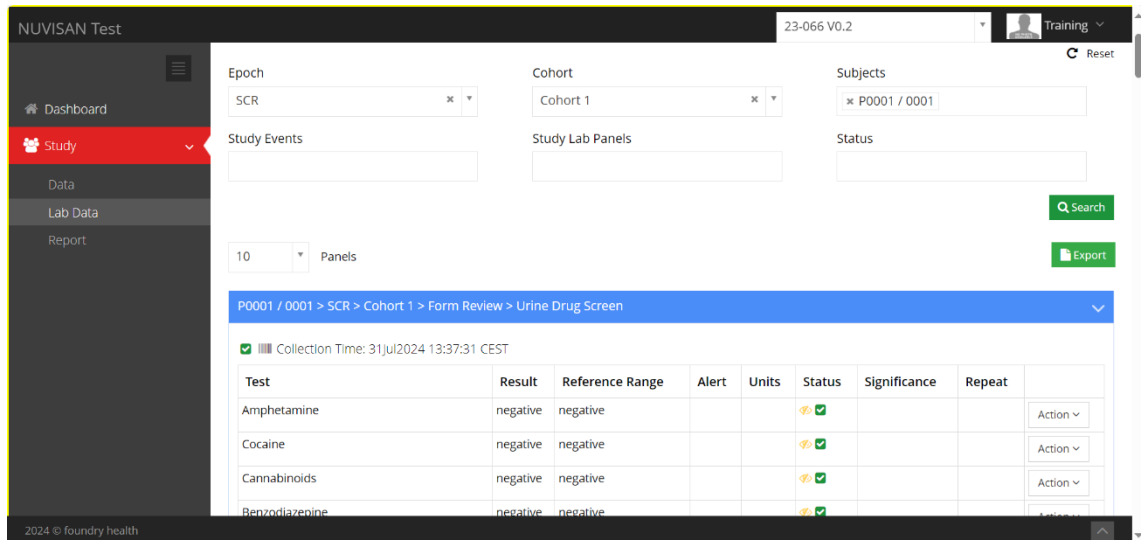 NUVISAN Test
23-066 V0.2
Training
Reset
Dashboard
Study
Data
Lab Data
Report
Epoch Cohort Subjects
SCR Cohort 1 P0001 / 0001
Study Events Study Lab Panels Status
Search
10 Panels
Export
P0001 / 0001 > SCR > Cohort 1 > Form Review > Urine Drug Screen
Collection Time: 31Jul2024 13:37:31 CEST
Test Result Reference Range Alert Units Status Significance Repeat
Amphetamine negative negative Action
Cocaine negative negative Action
Cannabinoids negative negative Action
Benzodiazepine negative negative Action
2024 © foundry health